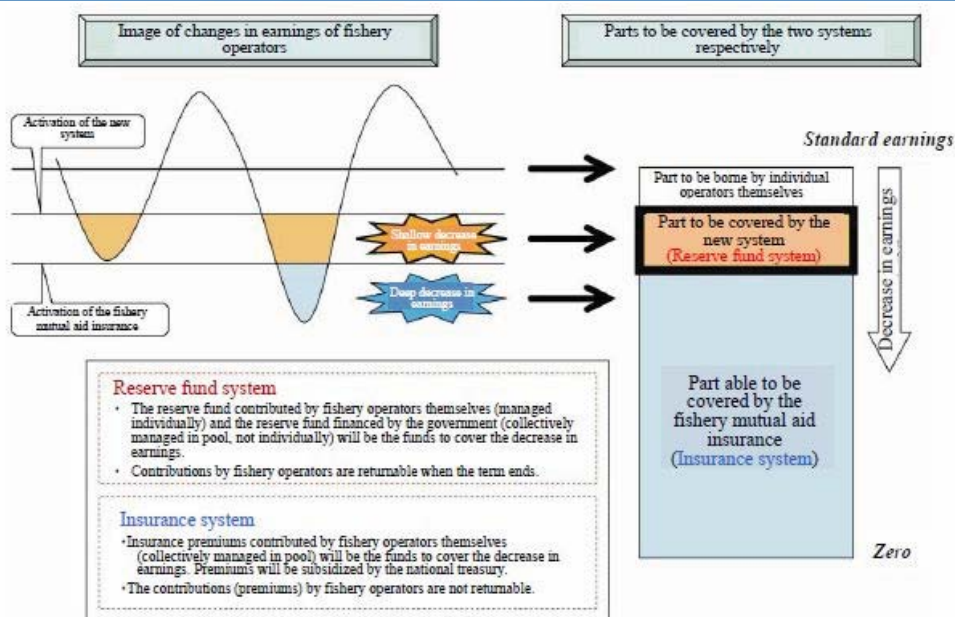 Image of changes in earnings of fishery
operators
Parts to be covered by the two systems
respectively
Activation of the new
system
Standard earnings
Part to be borne by individual
operators themselves
Shallow decrease
in earnings
Part to be covered by the
new system
(Reserve fund system)
Decrease in earnings
Deep decrease in
earnings
Activation of the fishery
mutual aid insurance
Part able to be
covered by the
fishery mutual aid
insurance
(Insurance system)
Zero
Reserve fund system
· The reserve fund contributed by fishery operators themselves (managed
individually) and the reserve fund financed by the government (collectively
managed in pool, not individually) will be the funds to cover the decrease in
earnings.
· Contributions by fishery operators are returnable when the term ends.
Insurance system
·Insurance premiums contributed by fishery operators themselves
(collectively managed in pool) will be the funds to cover the decrease in
earnings. Premiums will be subsidized by the national treasury.
·The contributions (premiums) by fishery operators are not returnable.